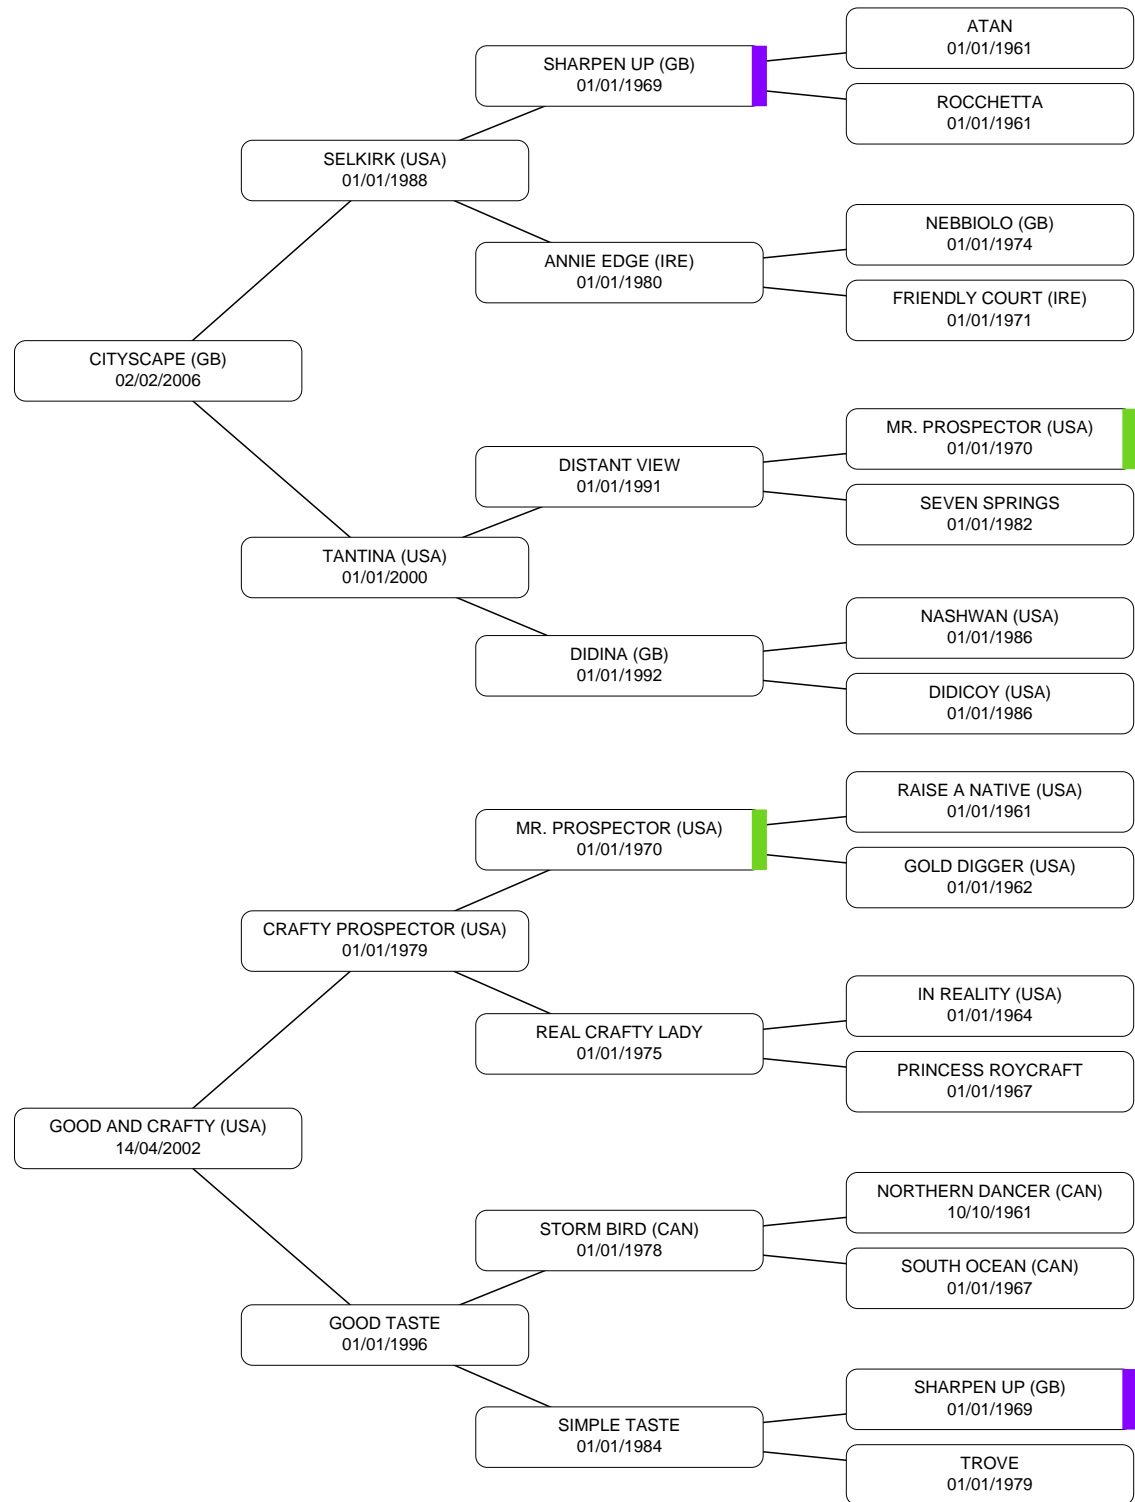 ATAN
01/01/1961
SHARPEN UP (GB)
01/01/1969
ROCCHETTA
01/01/1961
SELKIRK (USA)
01/01/1988
NEBBIOLO (GB)
01/01/1974
ANNIE EDGE (IRE)
01/01/1980
FRIENDLY COURT (IRE)
01/01/1971
CITYSCAPE (GB)
02/02/2006
MR. PROSPECTOR (USA)
01/01/1970
DISTANT VIEW
01/01/1991
SEVEN SPRINGS
01/01/1982
TANTINA (USA)
01/01/2000
NASHWAN (USA)
01/01/1986
DIDINA (GB)
01/01/1992
DIDICOY (USA)
01/01/1986
RAISE A NATIVE (USA)
01/01/1961
MR. PROSPECTOR (USA)
01/01/1970
GOLD DIGGER (USA)
01/01/1962
CRAFTY PROSPECTOR (USA)
01/01/1979
IN REALITY (USA)
01/01/1964
REAL CRAFTY LADY
01/01/1975
PRINCESS ROYCRAFT
01/01/1967
GOOD AND CRAFTY (USA)
14/04/2002
NORTHERN DANCER (CAN)
10/10/1961
STORM BIRD (CAN)
01/01/1978
SOUTH OCEAN (CAN)
01/01/1967
GOOD TASTE
01/01/1996
SHARPEN UP (GB)
01/01/1969
SIMPLE TASTE
01/01/1984
TROVE
01/01/1979